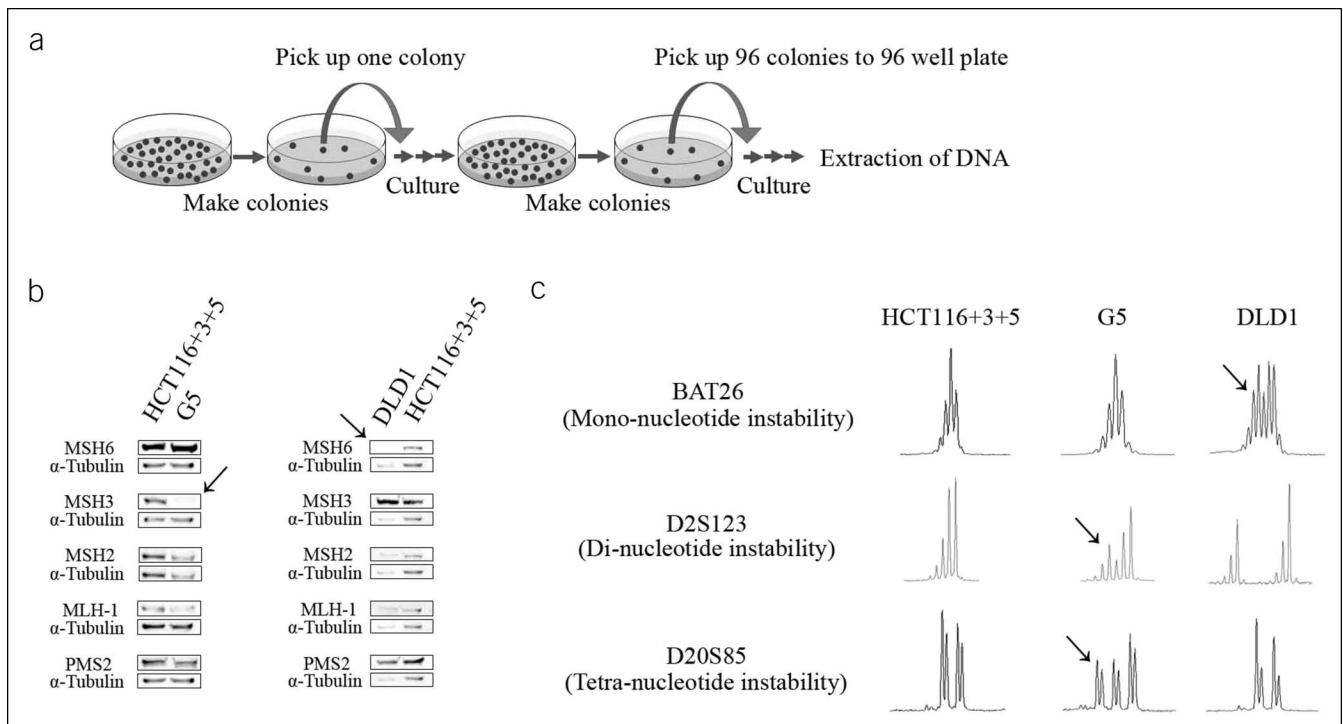 a
Pick up one colony
Pick up 96 colonies to 96 well plate
Make colonies
Culture
Make colonies
Culture
Extraction of DNA
b
HCT116+3+5
G5
MSH6
α-Tubulin
MSH3
α-Tubulin
MSH2
α-Tubulin
MLH-1
α-Tubulin
PMS2
α-Tubulin
DLD1
HCT116+3+5
MSH6
α-Tubulin
MSH3
α-Tubulin
MSH2
α-Tubulin
MLH-1
α-Tubulin
PMS2
α-Tubulin
c
HCT116+3+5
G5
DLD1
BAT26
(Mono-nucleotide instability)
D2S123
(Di-nucleotide instability)
D20S85
(Tetra-nucleotide instability)